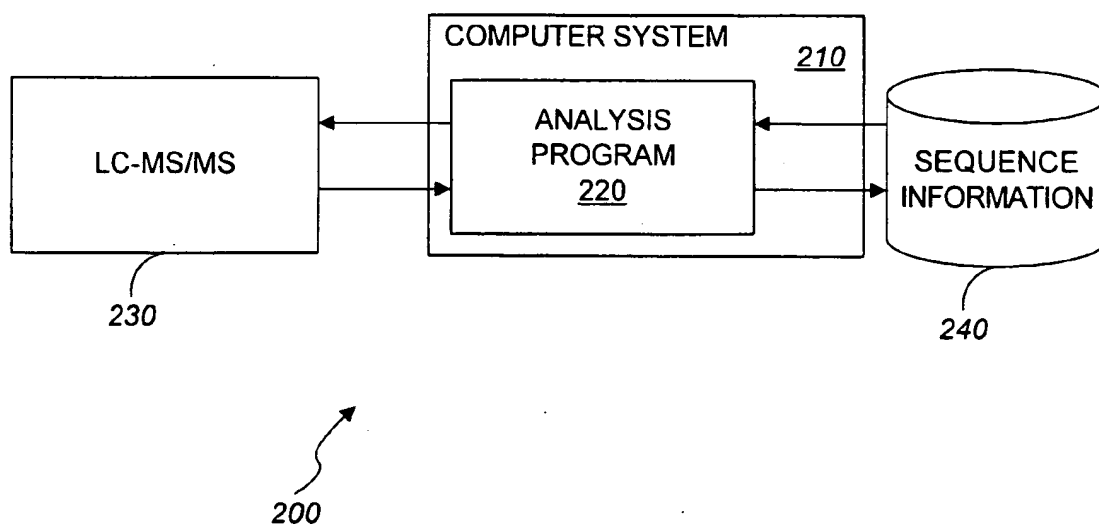 COMPUTER SYSTEM
210
LC-MS/MS
ANALYSIS
PROGRAM
220
SEQUENCE
INFORMATION
230
240
200